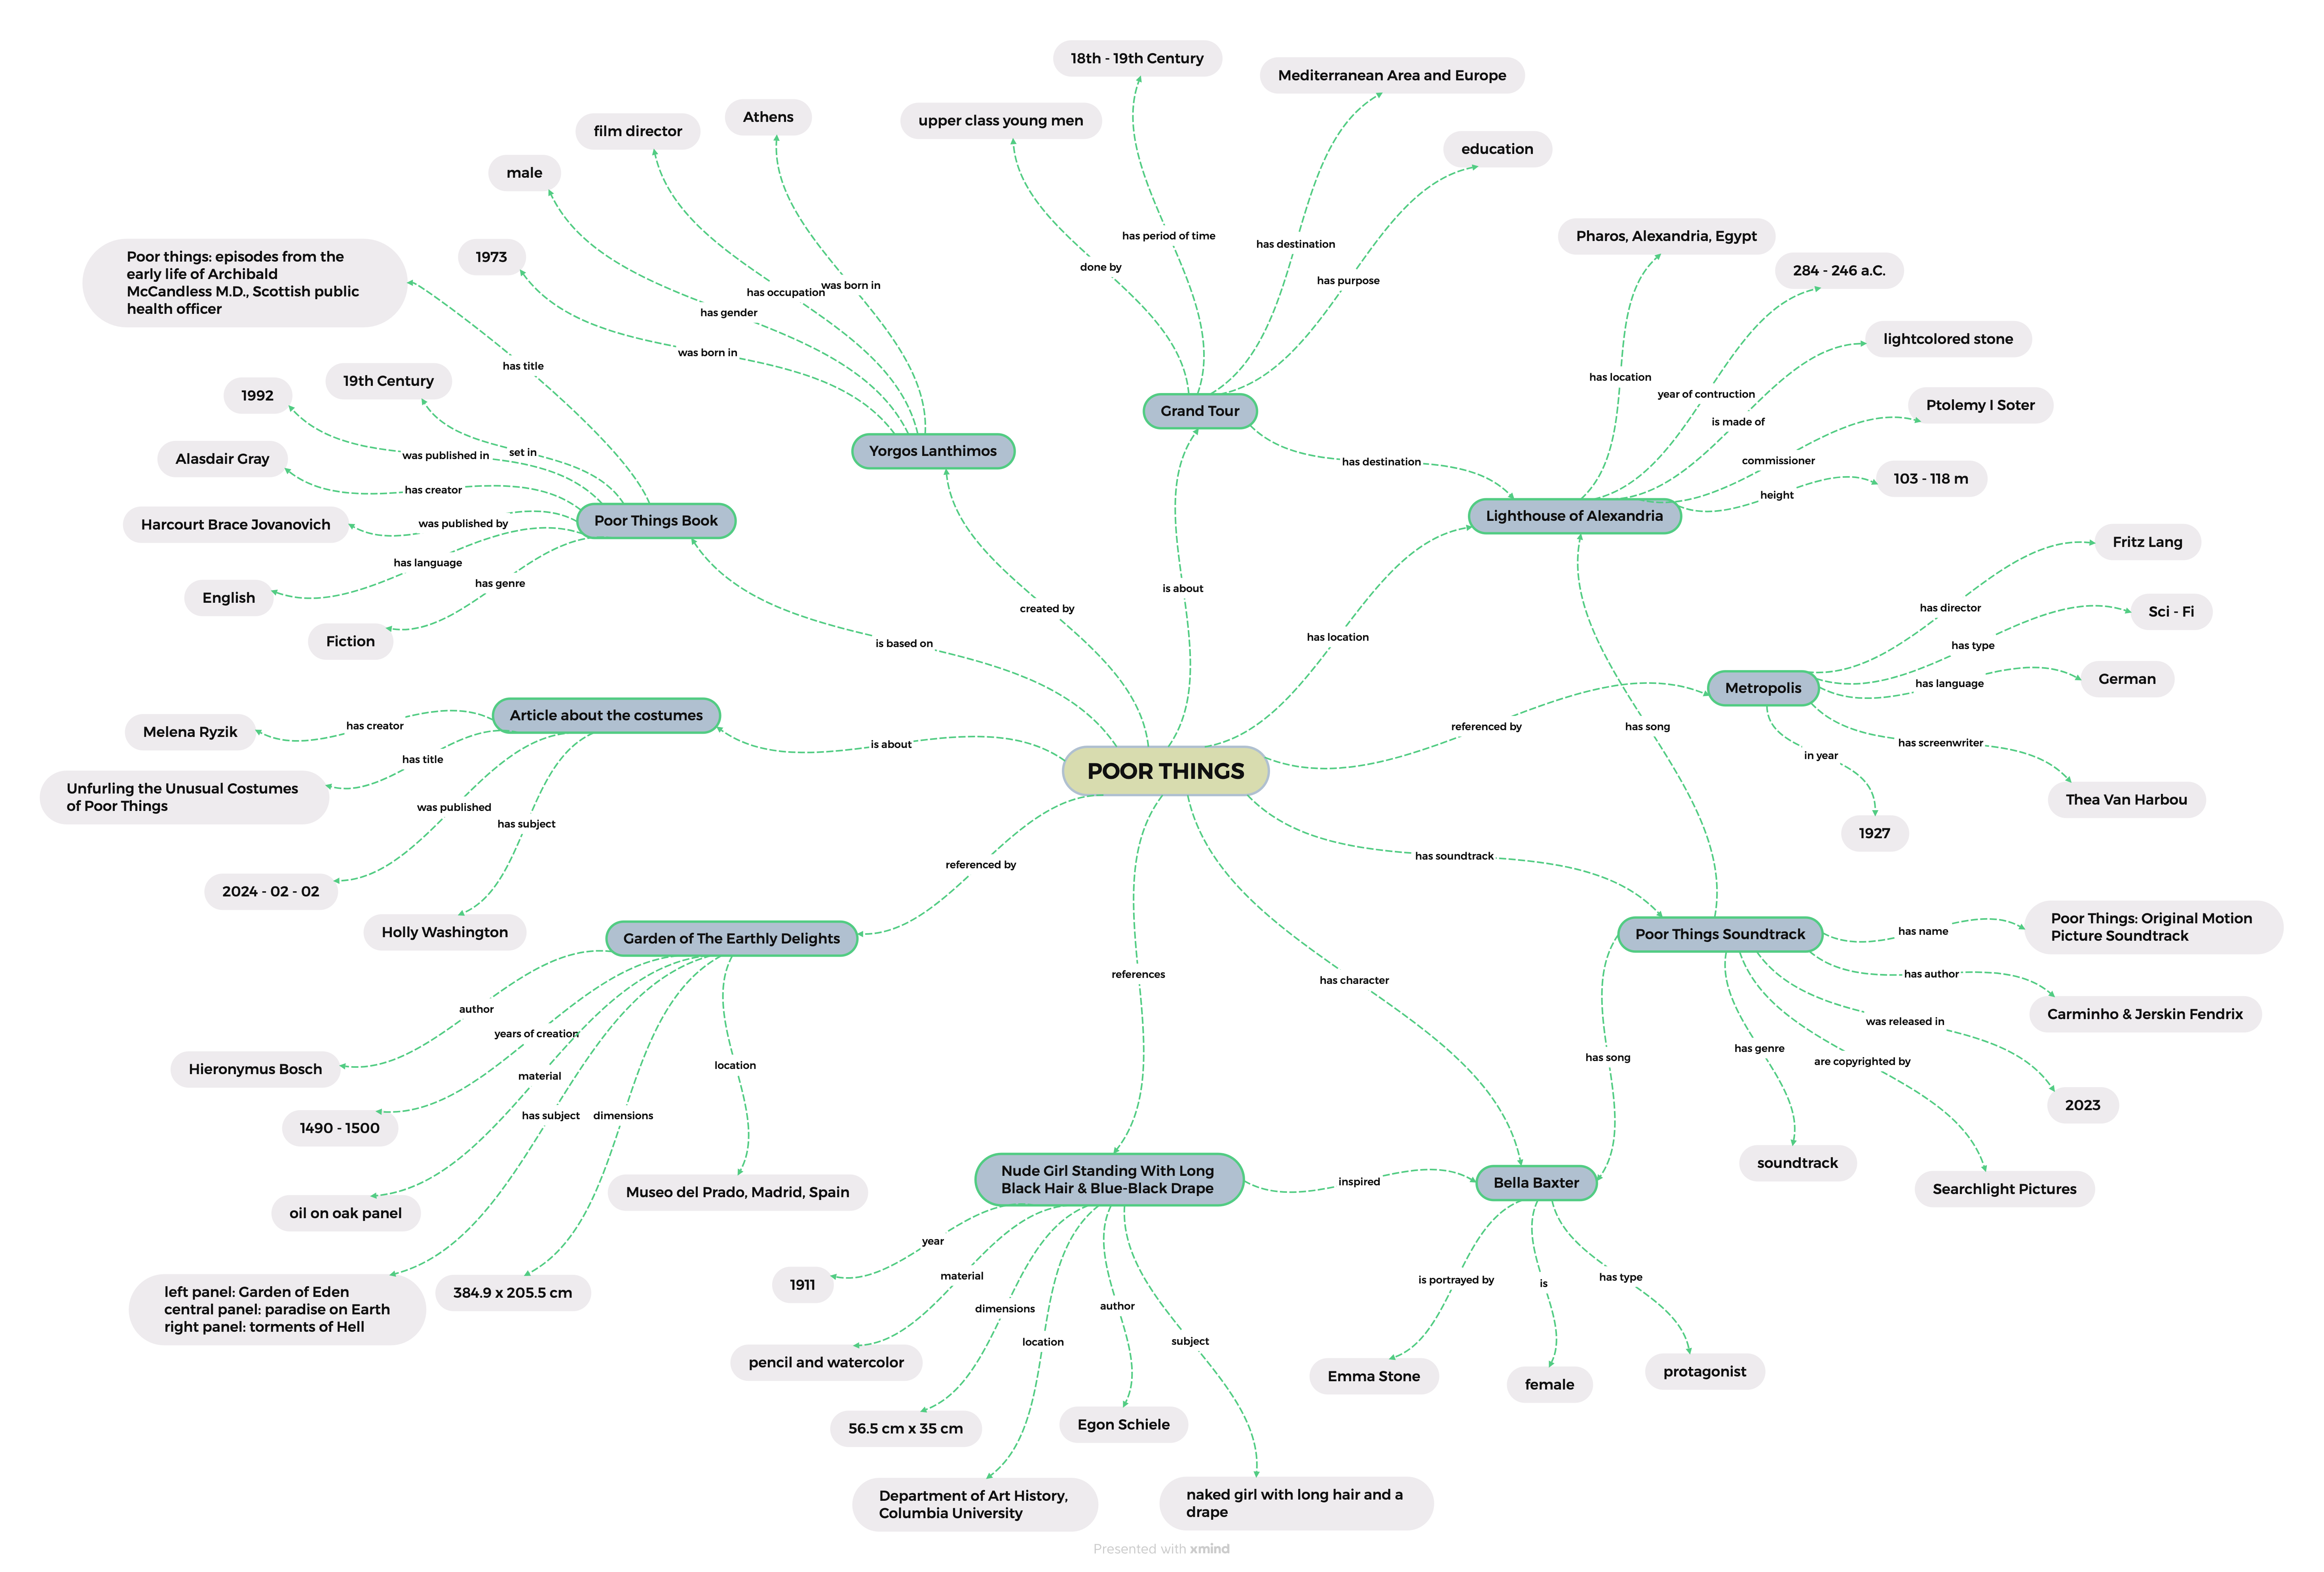 18th - 19th Century
Mediterranean Area and Europe
upper class young men
education
has period of time
has destination
done by
has purpose
Grand Tour
has destination
Athens
film director
male
1973
was born in
has occupation
has gender
was born in
Yorgos Lanthimos
Poor things: episodes from the
early life of Archibald
McCandless M.D., Scottish public
health officer
has title
19th Century
1992
set in
was published in
Alasdair Gray
has creator
Harcourt Brace Jovanovich
was published by
Poor Things Book
has language
English
has genre
Fiction
Pharos, Alexandria, Egypt
284 - 246 a.C.
lightcolored stone
has location
year of contruction
is made of
Ptolemy I Soter
commissioner
103 - 118 m
height
Lighthouse of Alexandria
is based on
created by
is about
has location
Fritz Lang
has director
Sci - Fi
has type
German
has language
Metropolis
referenced by
has song
has screenwriter
in year
Thea Van Harbou
1927
Article about the costumes
Melena Ryzik
has creator
is about
has title
Unfurling the Unusual Costumes
of Poor Things
was published
has subject
2024 - 02 - 02
Holly Washington
POOR THINGS
referenced by
has soundtrack
references
has character
Garden of The Earthly Delights
author
years of creation
Hieronymus Bosch
material
location
1490 - 1500
has subject
dimensions
oil on oak panel
Museo del Prado, Madrid, Spain
left panel: Garden of Eden
central panel: paradise on Earth
right panel: torments of Hell
384.9 x 205.5 cm
Poor Things Soundtrack
has name
Poor Things: Original Motion
Picture Soundtrack
has author
Carminho & Jerskin Fendrix
was released in
has genre
are copyrighted by
has song
2023
soundtrack
Searchlight Pictures
Nude Girl Standing With Long
Black Hair & Blue-Black Drape
inspired
Bella Baxter
year
1911
material
dimensions
author
location
subject
pencil and watercolor
56.5 cm x 35 cm
Egon Schiele
Department of Art History,
Columbia University
naked girl with long hair and a
drape
is portrayed by
is
has type
Emma Stone
female
protagonist
Presented with xmind